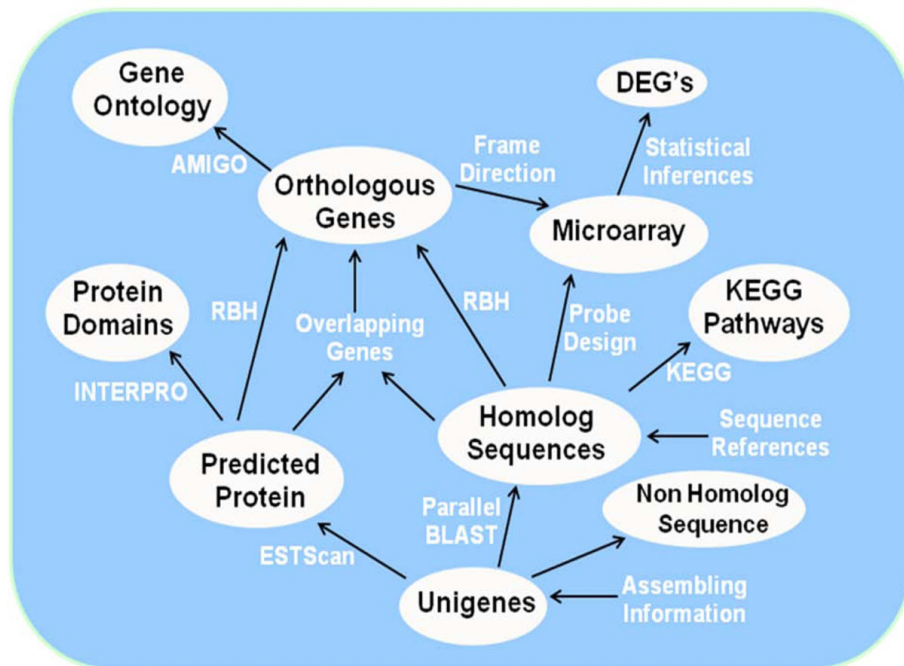 Gene
Ontology
DEG's
AMIGO
Frame
Direction
Statistical
Inferences
Orthologous
Genes
Microarray
Protein
Domains
RBH
Overlapping
Genes
RBH
Probe
Design
KEGG
Pathways
INTERPRO
KEGG
Homolog
Sequences
Sequence
References
Predicted
Protein
Parallel
BLAST
Non Homolog
Sequence
ESTScan
Unigenes
Assembling
Information